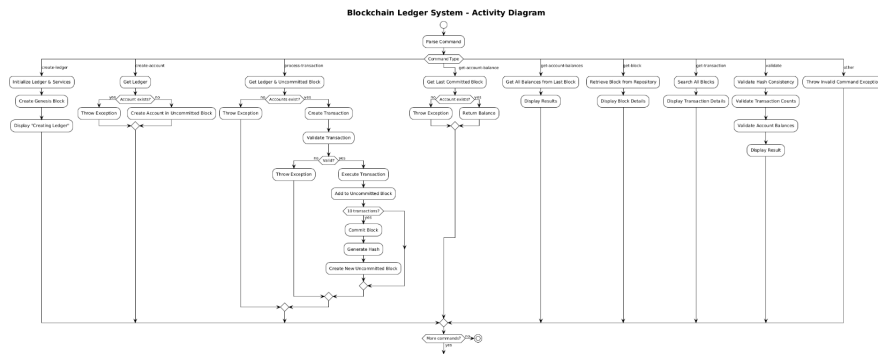 Blockchain Ledger System - Activity Diagram
Parse Command
Command Type
create-ledger
create-account
process-transaction
get-account-balance
get-account-balances
get-block
get-transaction
validate
other
Initialize Ledger & Services
Create Genesis Block
Display "Creating Ledger"
Get Ledger
yes
Account exists?
no
Throw Exception
Create Account in Uncommitted Block
Get Ledger & Uncommitted Block
no
Accounts exist?
yes
Throw Exception
Create Transaction
Validate Transaction
no
Valid?
yes
Throw Exception
Execute Transaction
Add to Uncommitted Block
10 transactions?
yes
Commit Block
Generate Hash
Create New Uncommitted Block
Get Last Committed Block
no
Account exists?
yes
Throw Exception
Return Balance
Get All Balances from Last Block
Display Results
Retrieve Block from Repository
Display Block Details
Search All Blocks
Display Transaction Details
Validate Hash Consistency
Validate Transaction Counts
Validate Account Balances
Display Result
Throw Invalid Command Exception
More commands?
no
yes